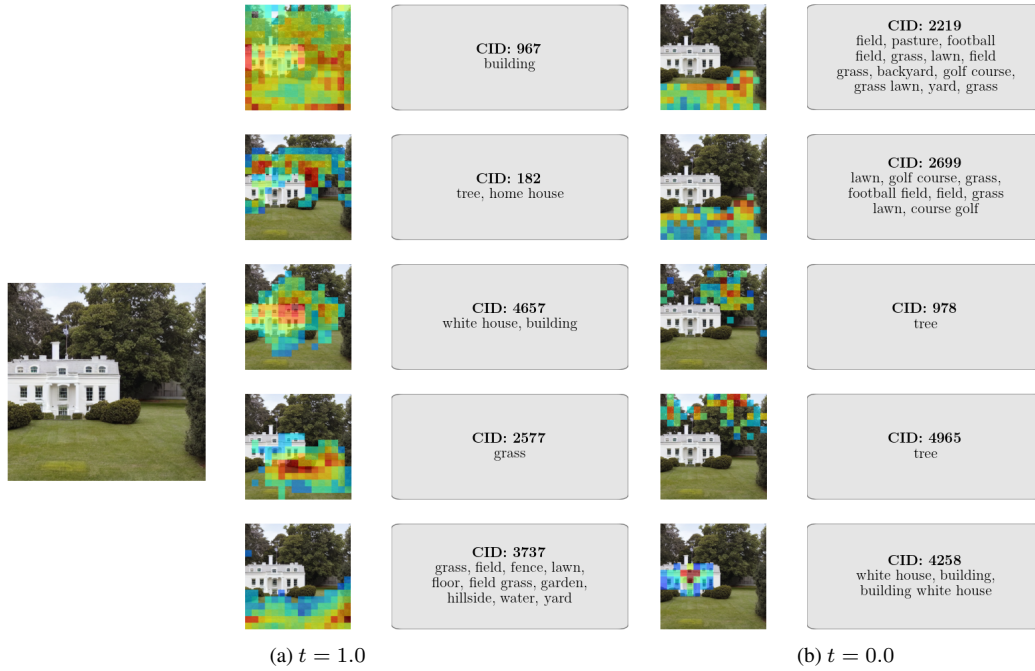 CID: 967
building
CID: 182
tree, home house
CID: 4657
white house, building
CID: 2577
grass
CID: 3737
grass, field, fence, lawn,
floor, field grass, garden,
hillside, water, yard
(a) t = 1.0
CID: 2219
field, pasture, football
field, grass, lawn, field
grass, backyard, golf course,
grass lawn, yard, grass
CID: 2699
lawn, golf course, grass,
football field, field, grass
lawn, course golf
CID: 978
tree
CID: 4965
tree
CID: 4258
white house, building,
building white house
(b) t = 0.0